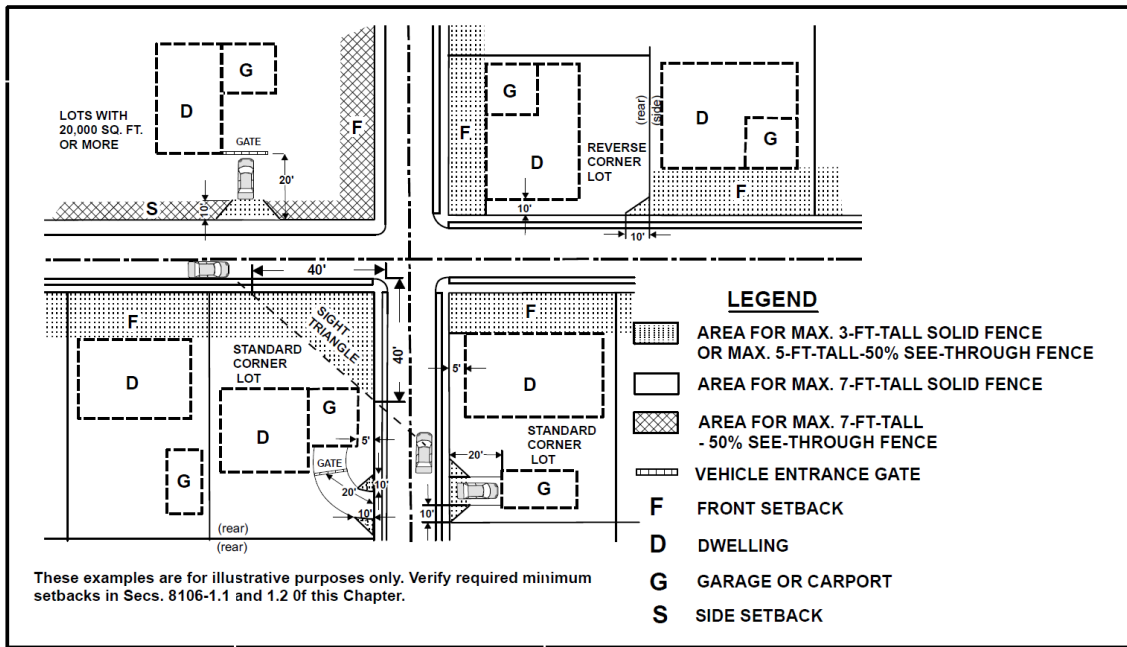 G
D
LOTS WITH
20,000 SQ. FT.
OR MORE
GATE
F
20'
S
10'
G
F
D
REVERSE
CORNER
LOT
10'
(rear)
(side)
D
G
F
10'
40'
F
SIGHT
TRIANGLE
40'
D
STANDARD
CORNER
LOT
G
D
5'
GATE
20'
10'
10'
G
(rear)
(rear)
F
5'
D
STANDARD
CORNER
LOT
20'
G
10'
LEGEND
AREA FOR MAX. 3-FT-TALL SOLID FENCE
OR MAX. 5-FT-TALL-50% SEE-THROUGH FENCE
AREA FOR MAX. 7-FT-TALL SOLID FENCE
AREA FOR MAX. 7-FT-TALL
- 50% SEE-THROUGH FENCE
VEHICLE ENTRANCE GATE
F FRONT SETBACK
D DWELLING
G GARAGE OR CARPORT
S SIDE SETBACK
These examples are for illustrative purposes only. Verify required minimum
setbacks in Secs. 8106-1.1 and 1.2 0f this Chapter.